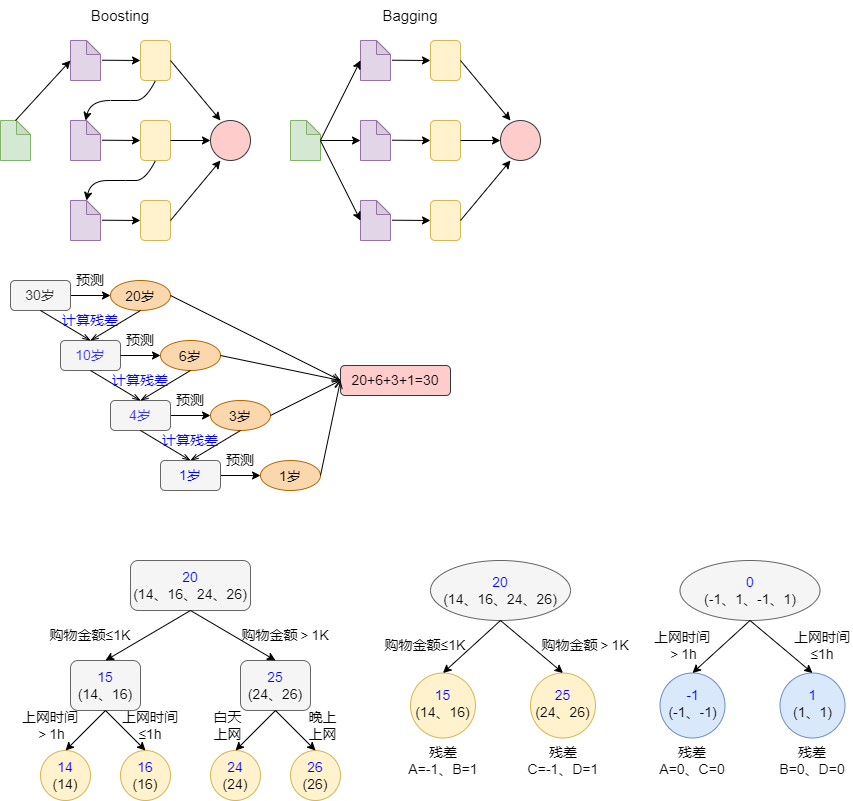 Boosting
Bagging
30岁
预测
20岁
计算残差
10岁
预测
6岁
计算残差
4岁
预测
3岁
计算残差
1岁
预测
1岁
20+6+3+1=30
20
(14、16、24、26)
购物金额≤1K
购物金额＞1K
15
(14、16)
25
(24、26)
上网时间
＞1h
上网时间
≤1h
白天
上网
晚上
上网
14
(14)
16
(16)
24
(24)
26
(26)
20
(14、16、24、26)
购物金额≤1K
购物金额＞1K
15
(14、16)
25
(24、26)
残差
A=-1、B=1
残差
C=-1、D=1
0
(-1、1、-1、1)
上网时间
＞1h
上网时间
≤1h
-1
(-1、-1)
1
(1、1)
残差
A=0、C=0
残差
B=0、D=0